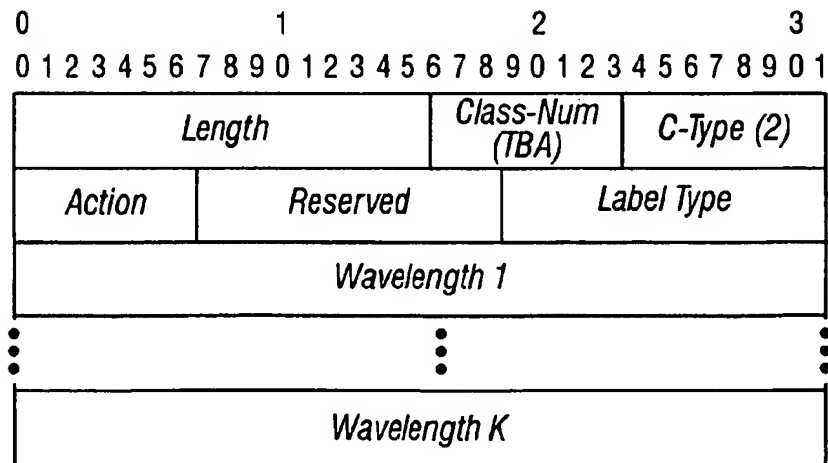 0 1 2 3
0 1 2 3 4 5 6 7 8 9 0 1 2 3 4 5 6 7 8 9 0 1 2 3 4 5 6 7 8 9 0 1
Length Class-Num (TBA) C-Type (2)
Action Reserved Label Type
Wavelength 1
Wavelength K